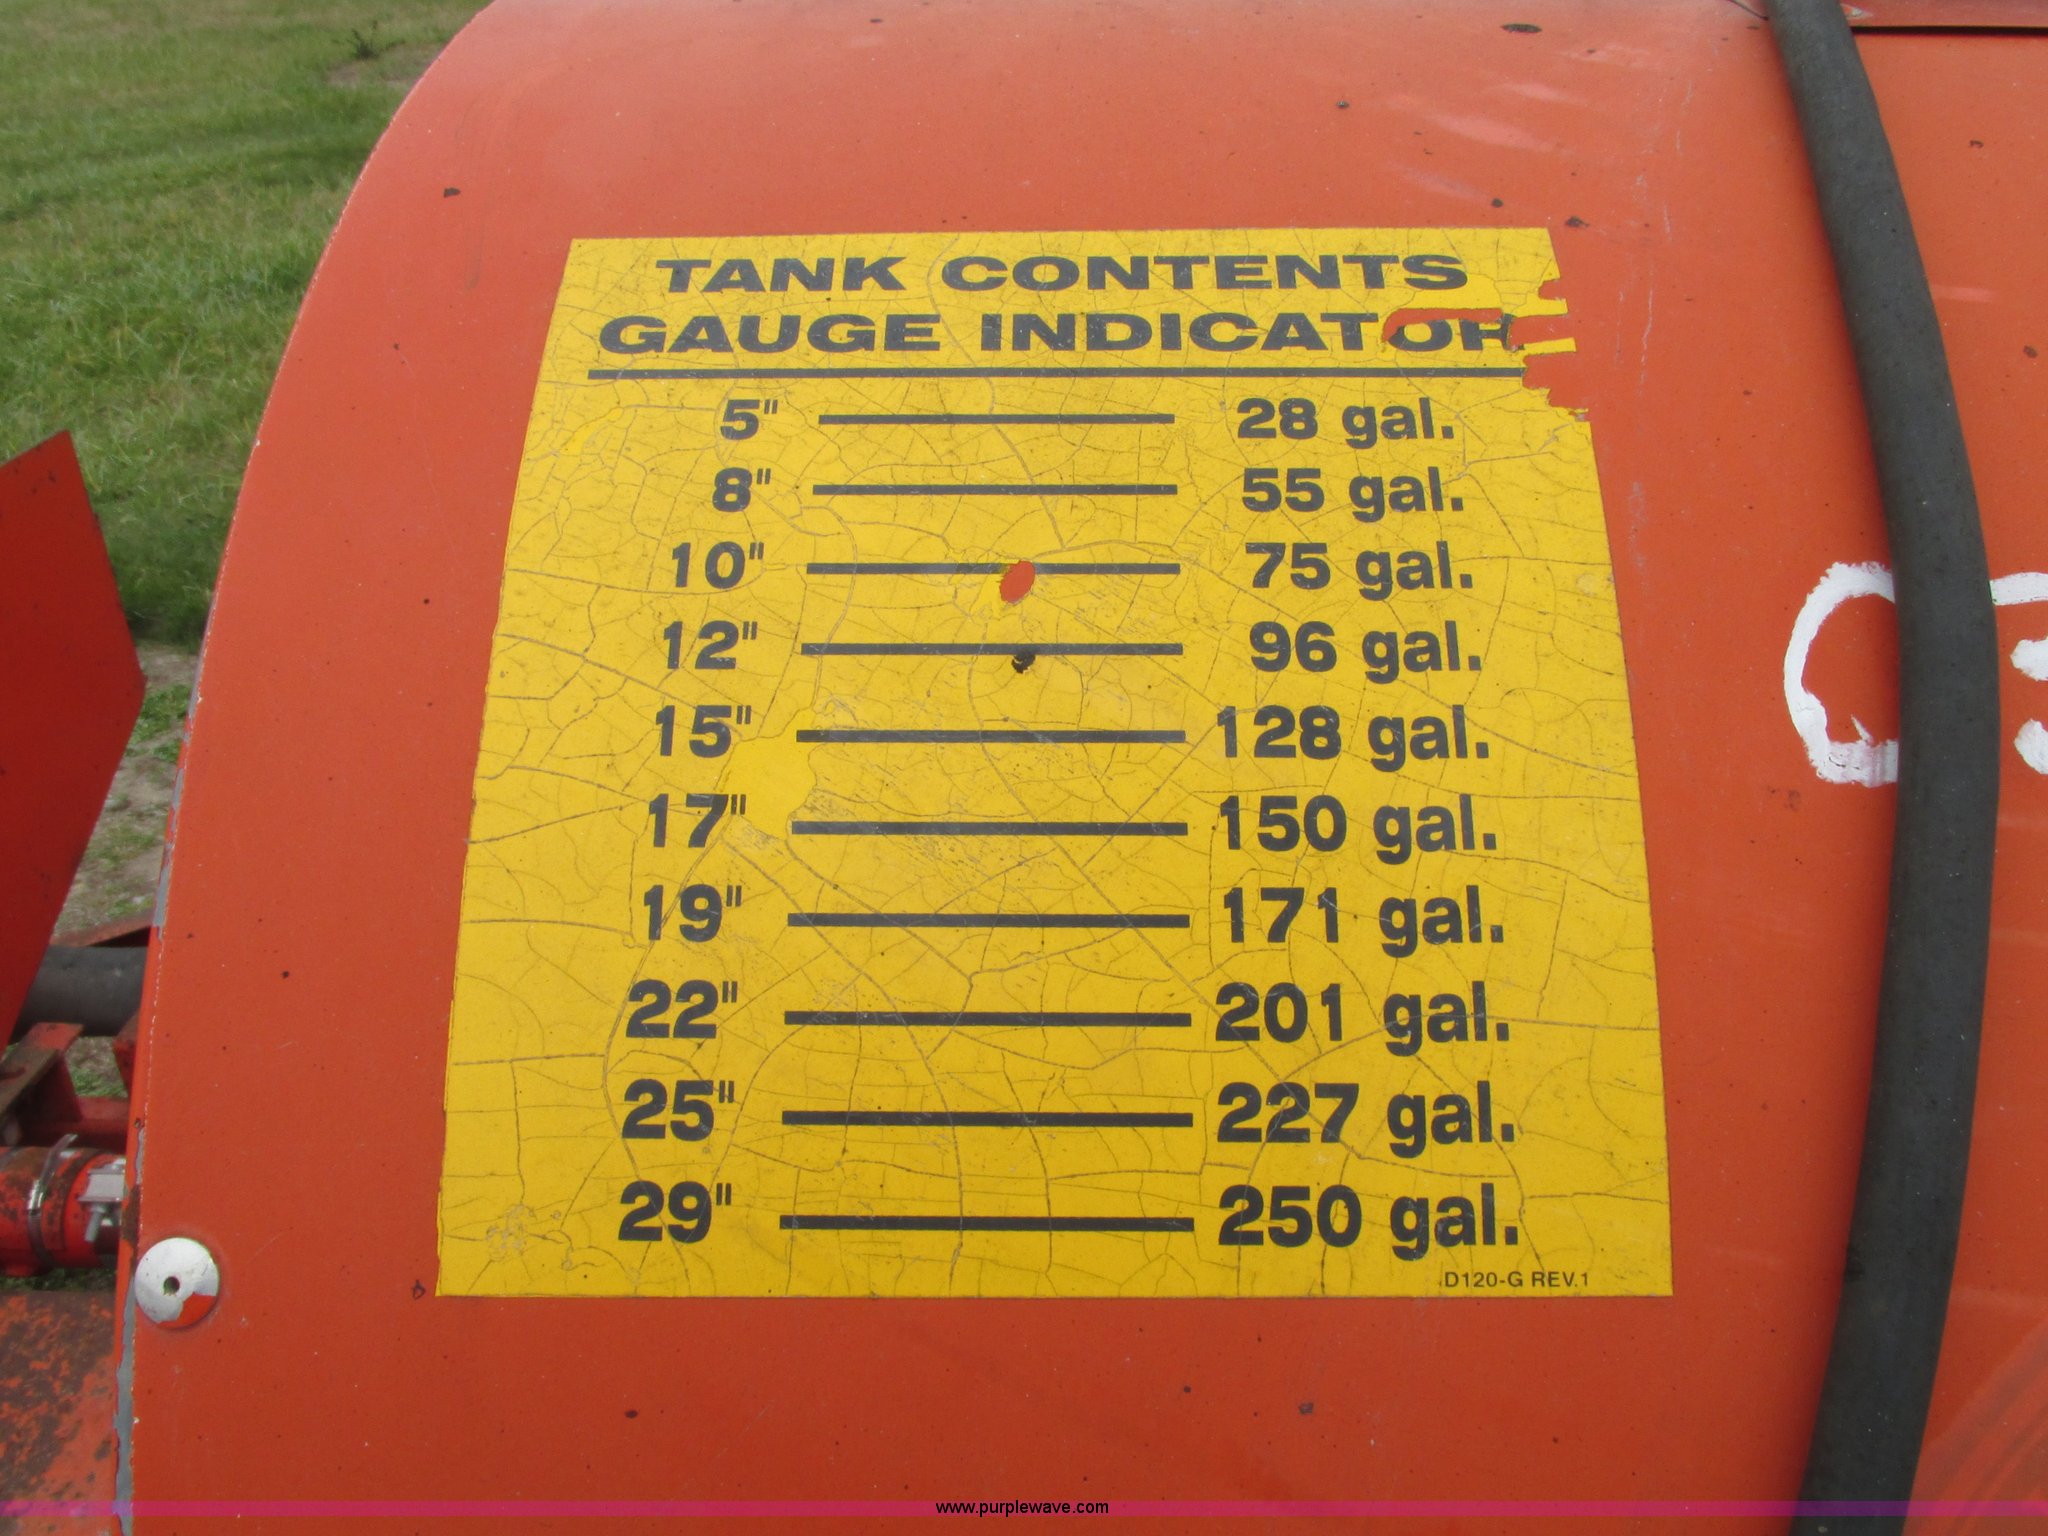 TANK CONTENTS
GAUGE INDICATOR
5" 28 gal.
8" 55 gal.
10" 75 gal.
12" 96 gal.
15" 128 gal.
17" 150 gal.
19" 171 gal.
22" 201 gal.
25" 227 gal.
29" 250 gal.
D120-G REV.1
www.purplewave.com